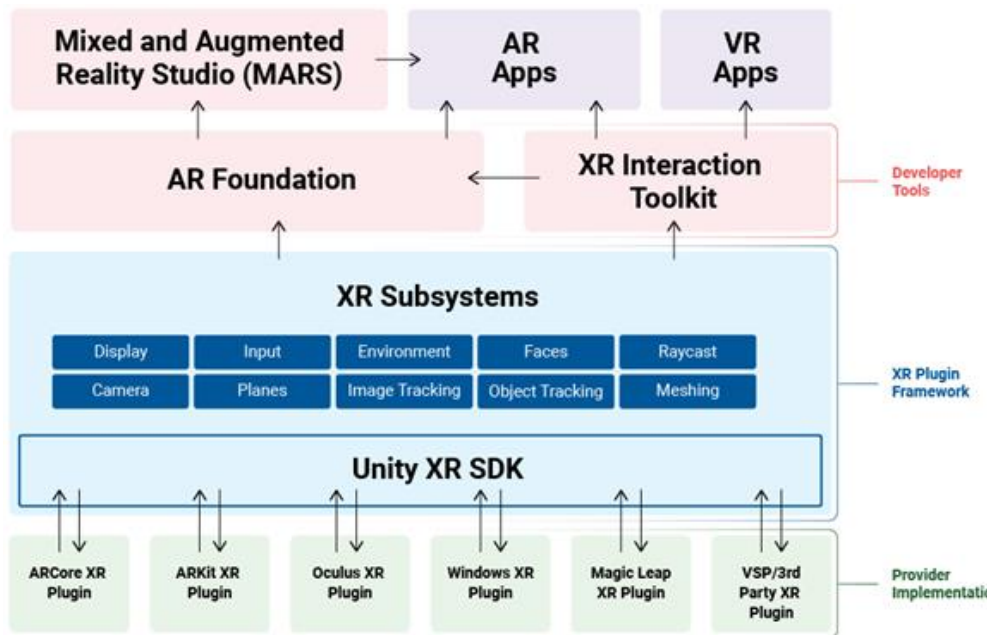 Mixed and Augmented
Reality Studio (MARS)
AR
Apps
VR
Apps
AR Foundation
XR Interaction
Toolkit
Developer
Tools
XR Subsystems
Display
Input
Environment
Faces
Raycast
Camera
Planes
Image Tracking
Object Tracking
Meshing
XR Plugin
Framework
Unity XR SDK
ARCore XR
Plugin
ARKit XR
Plugin
Oculus XR
Plugin
Windows XR
Plugin
Magic Leap
XR Plugin
VSP/3rd
Party XR
Plugin
Provider
Implementatio